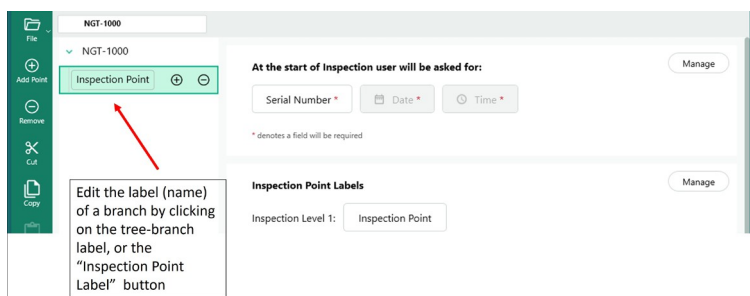 NGT-1000
File
NGT-1000
Add Point
Inspection Point
Remove
Cut
Copy
At the start of Inspection user will be asked for:
Manage
Serial Number *
Date *
Time *
* denotes a field will be required
Inspection Point Labels
Manage
Inspection Level 1:
Inspection Point
Edit the label (name)
of a branch by clicking
on the tree-branch
label, or the
“Inspection Point
Label” button